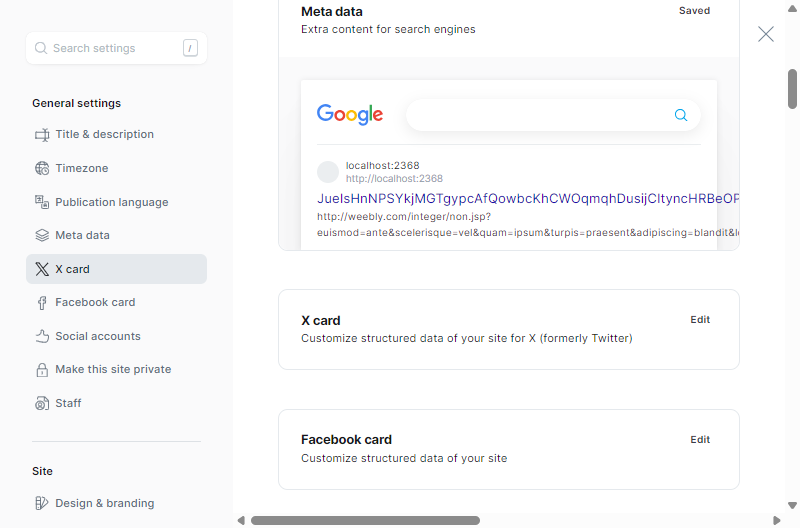 Search settings
/
General settings
Title & description
Timezone
Publication language
Meta data
X card
Facebook card
Social accounts
Make this site private
Staff
Site
Design & branding
Meta data
Saved
Extra content for search engines
Google
localhost:2368
http://localhost:2368
http://weebly.com/integer/non.jsp?
euismod=ante&scelerisque=vel&quam=ipsum&turpis=praesent&adipiscing=blandit&l
X card
Edit
Customize structured data of your site for X (formerly Twitter)
Facebook card
Edit
Customize structured data of your site